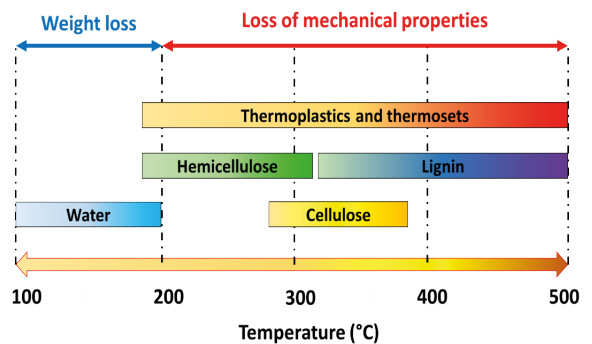 Weight loss
Loss of mechanical properties
Thermoplastics and thermosets
Hemicellulose
Lignin
Water
Cellulose
100 200 300 400 500
Temperature (°C)